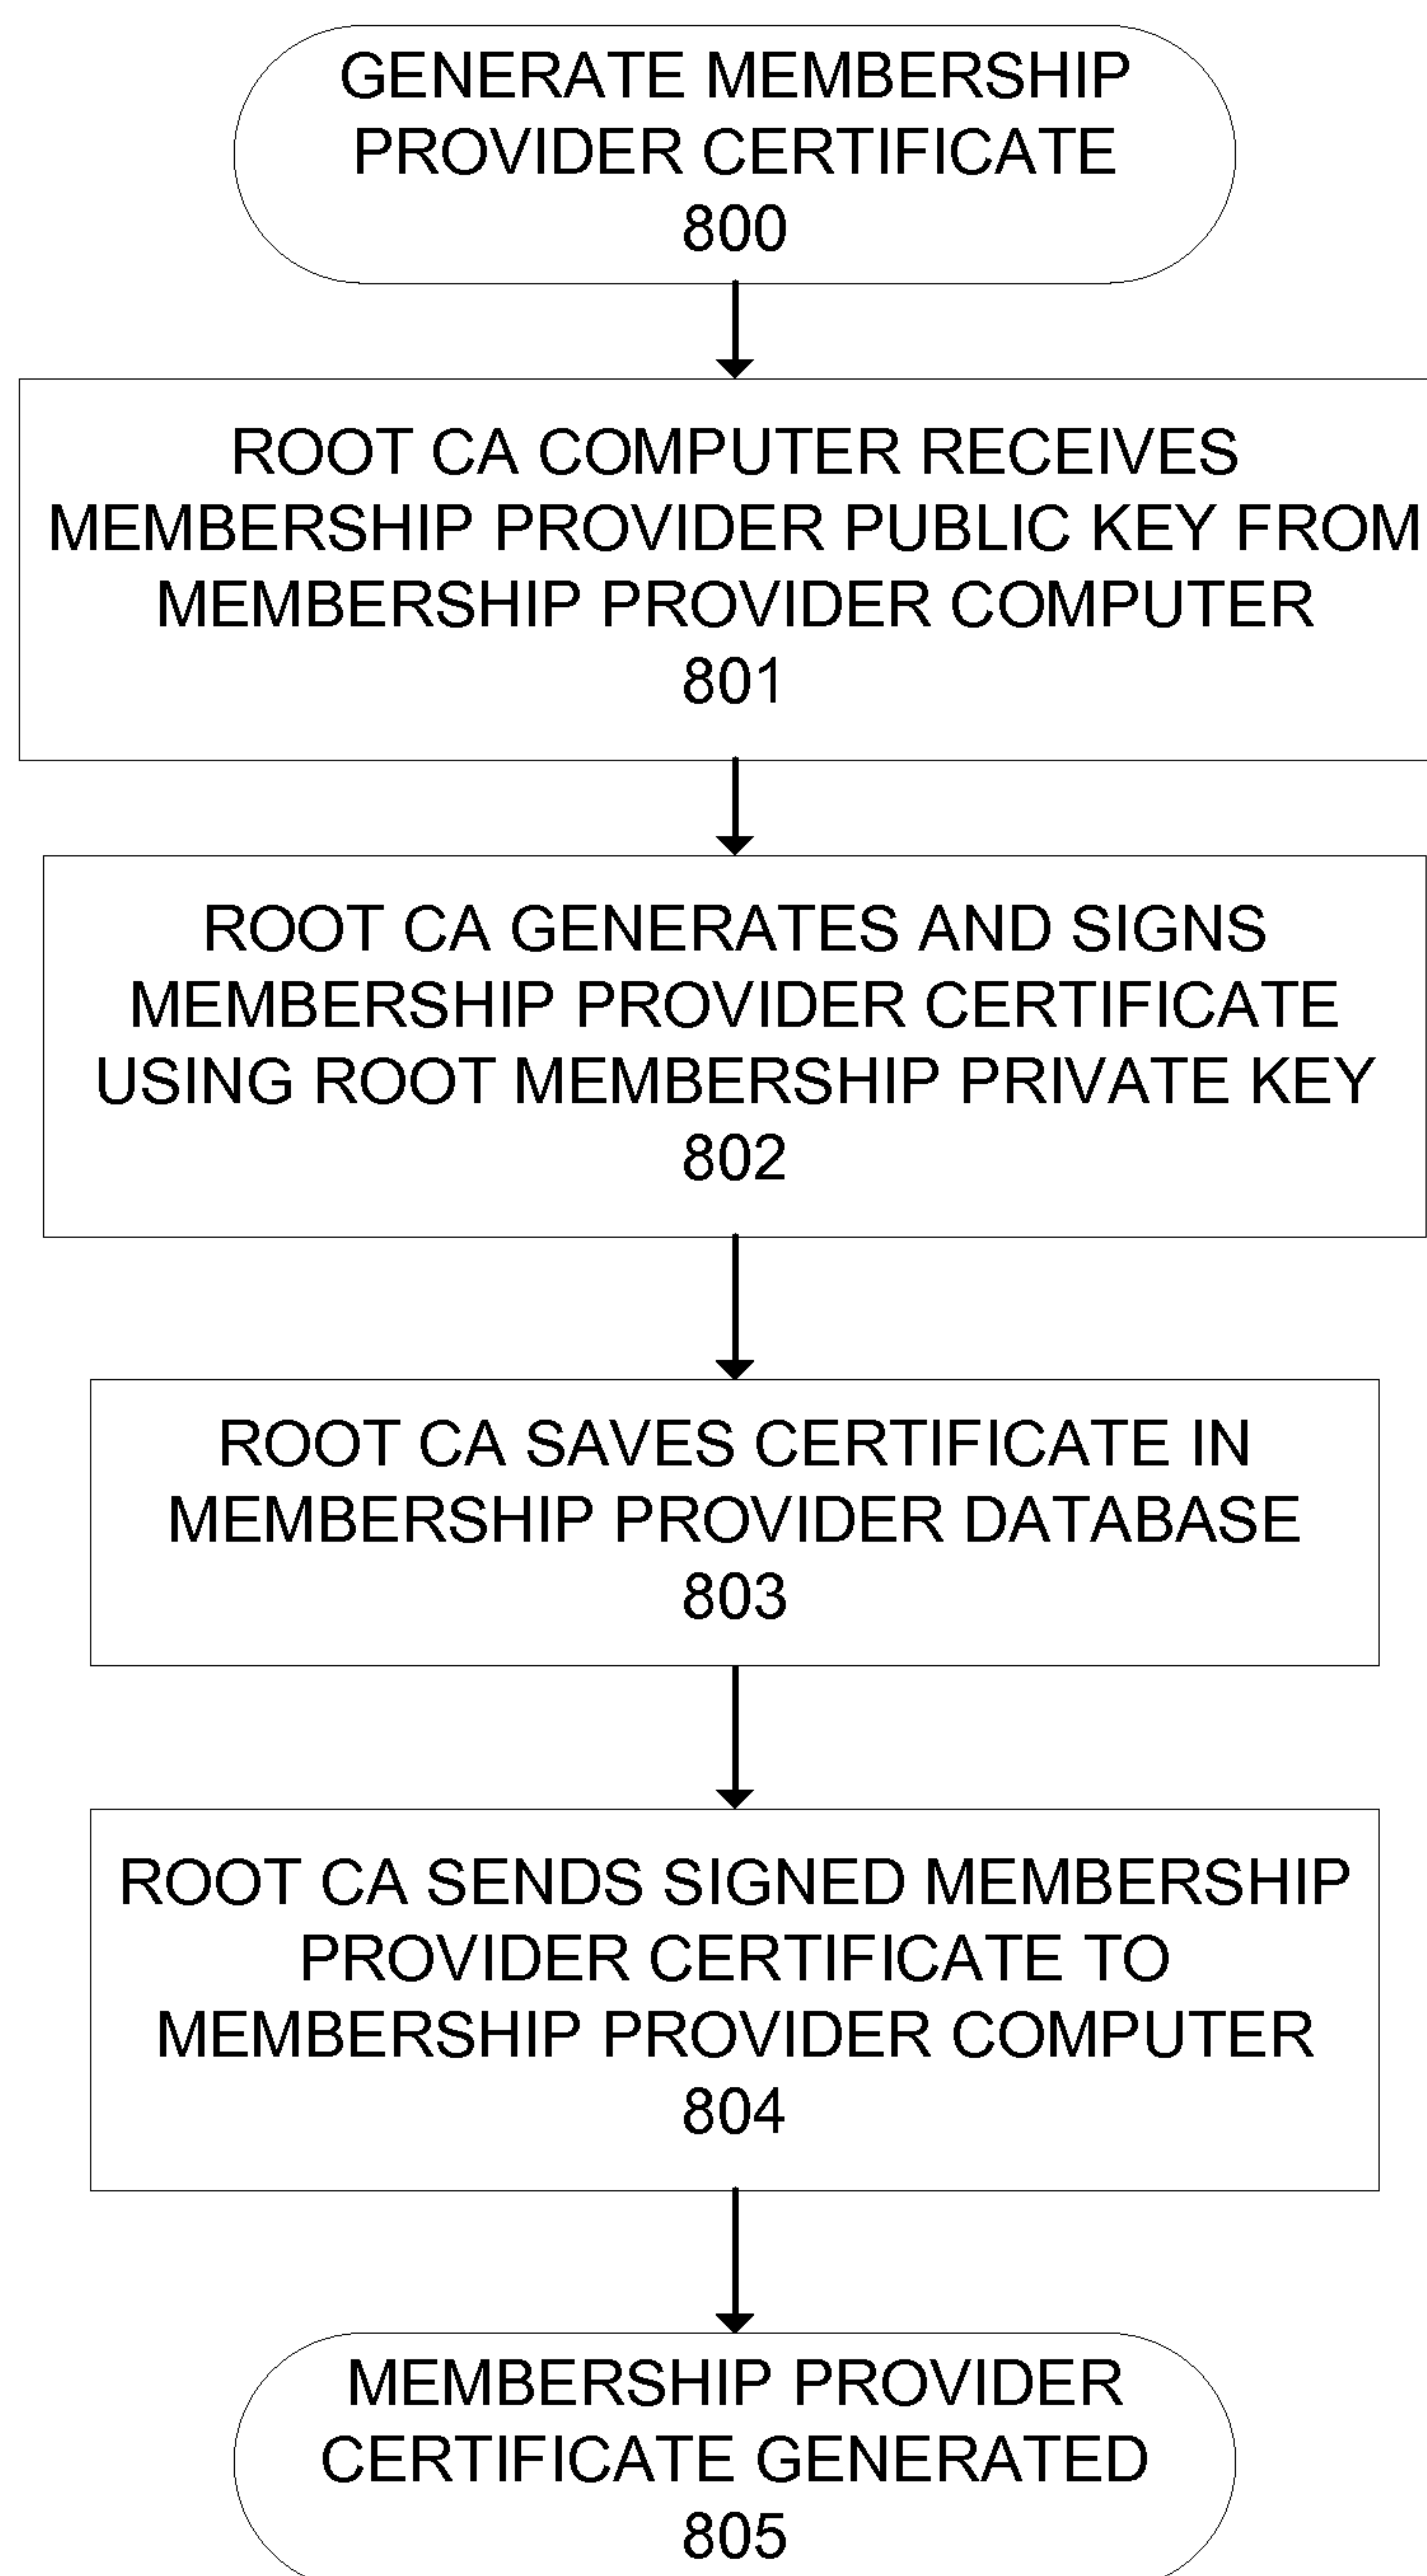 GENERATE MEMBERSHIP
PROVIDER CERTIFICATE
800
ROOT CA COMPUTER RECEIVES
MEMBERSHIP PROVIDER PUBLIC KEY FROM
MEMBERSHIP PROVIDER COMPUTER
801
ROOT CA GENERATES AND SIGNS
MEMBERSHIP PROVIDER CERTIFICATE
USING ROOT MEMBERSHIP PRIVATE KEY
802
ROOT CA SAVES CERTIFICATE IN
MEMBERSHIP PROVIDER DATABASE
803
ROOT CA SENDS SIGNED MEMBERSHIP
PROVIDER CERTIFICATE TO
MEMBERSHIP PROVIDER COMPUTER
804
MEMBERSHIP PROVIDER
CERTIFICATE GENERATED
805